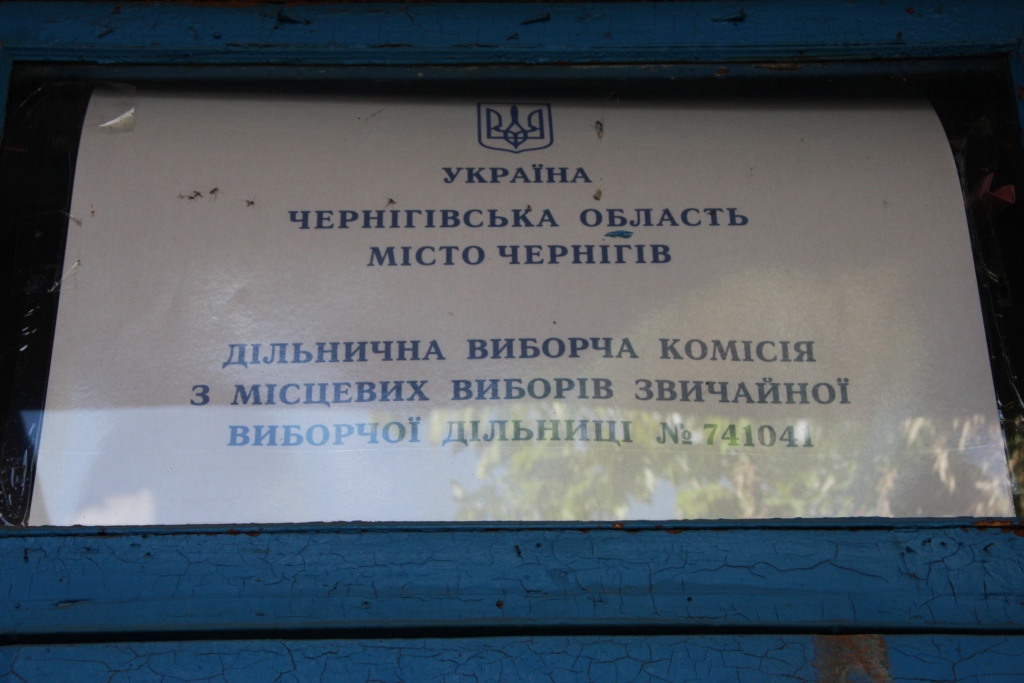 УКРАЇНА
ЧЕРНІГІВСЬКА ОБЛАСТЬ
МІСТО ЧЕРНІГІВ
ДІЛЬНИЧНА ВИБОРЧА КОМІСІЯ
З МІСЦЕВИХ ВИБОРІВ ЗВИЧАЙНОЇ
ВИБОРЧОЇ ДІЛЬНИЦІ № 741041